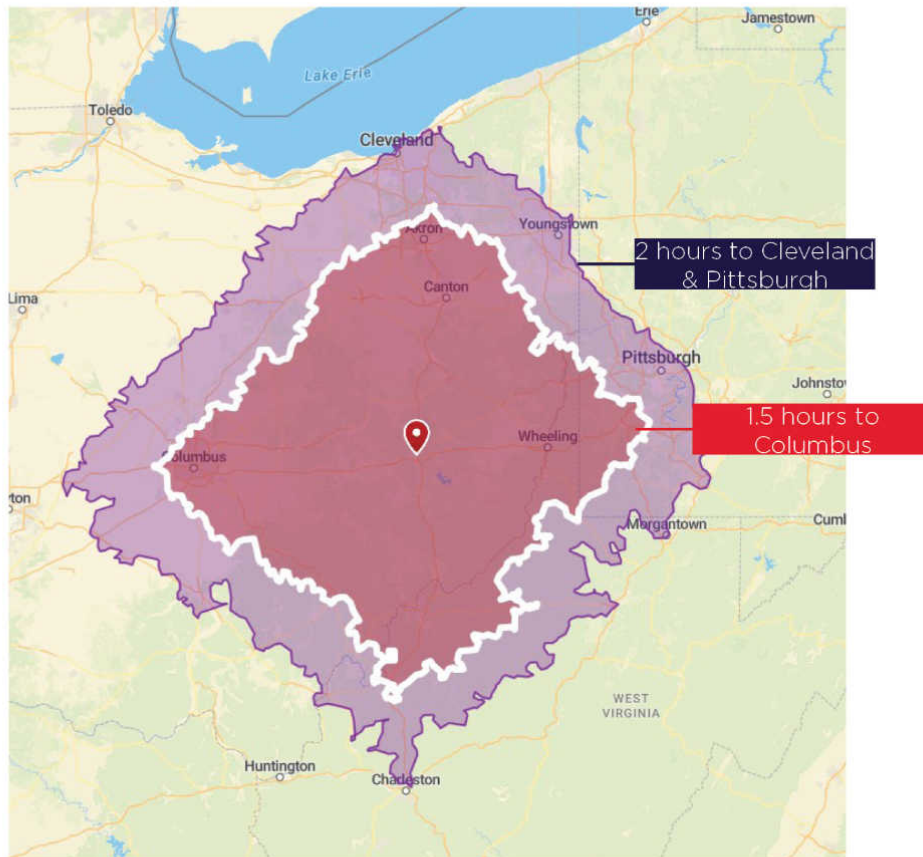 Erie
Jamestown
Lake Erie
Toledo
Cleveland
Akron
Youngstown
2 hours to Cleveland
& Pittsburgh
Canton
Lima
Pittsburgh
Johnstow
1.5 hours to
Columbus
Wheeling
Columbus
rton
Morgantown
Cumb
WEST
VIRGINIA
Huntington
Charleston